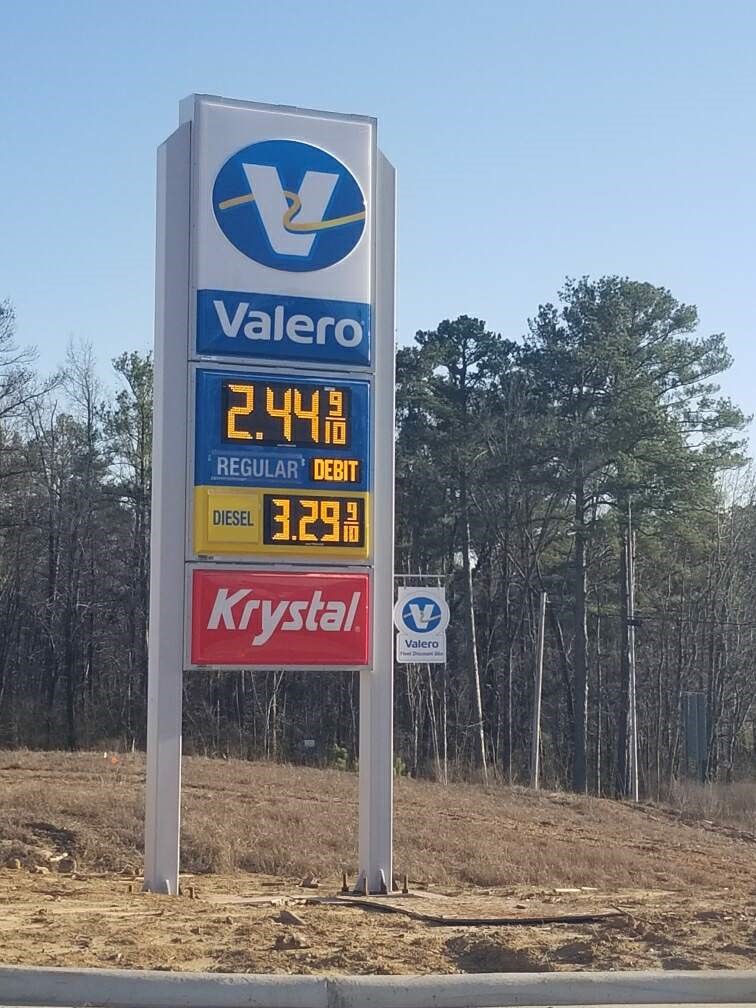 Valero
2.44 9/10
REGULAR DEBIT
DIESEL 3.29 9/10
Krystal
Valero